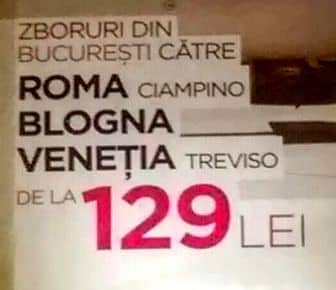 ZBORURI DIN
BUCUREȘTI CĂTRE
ROMA CIAMPINO
BLOGNA
VENEȚIA TREVISO
DE LA 129 LEI